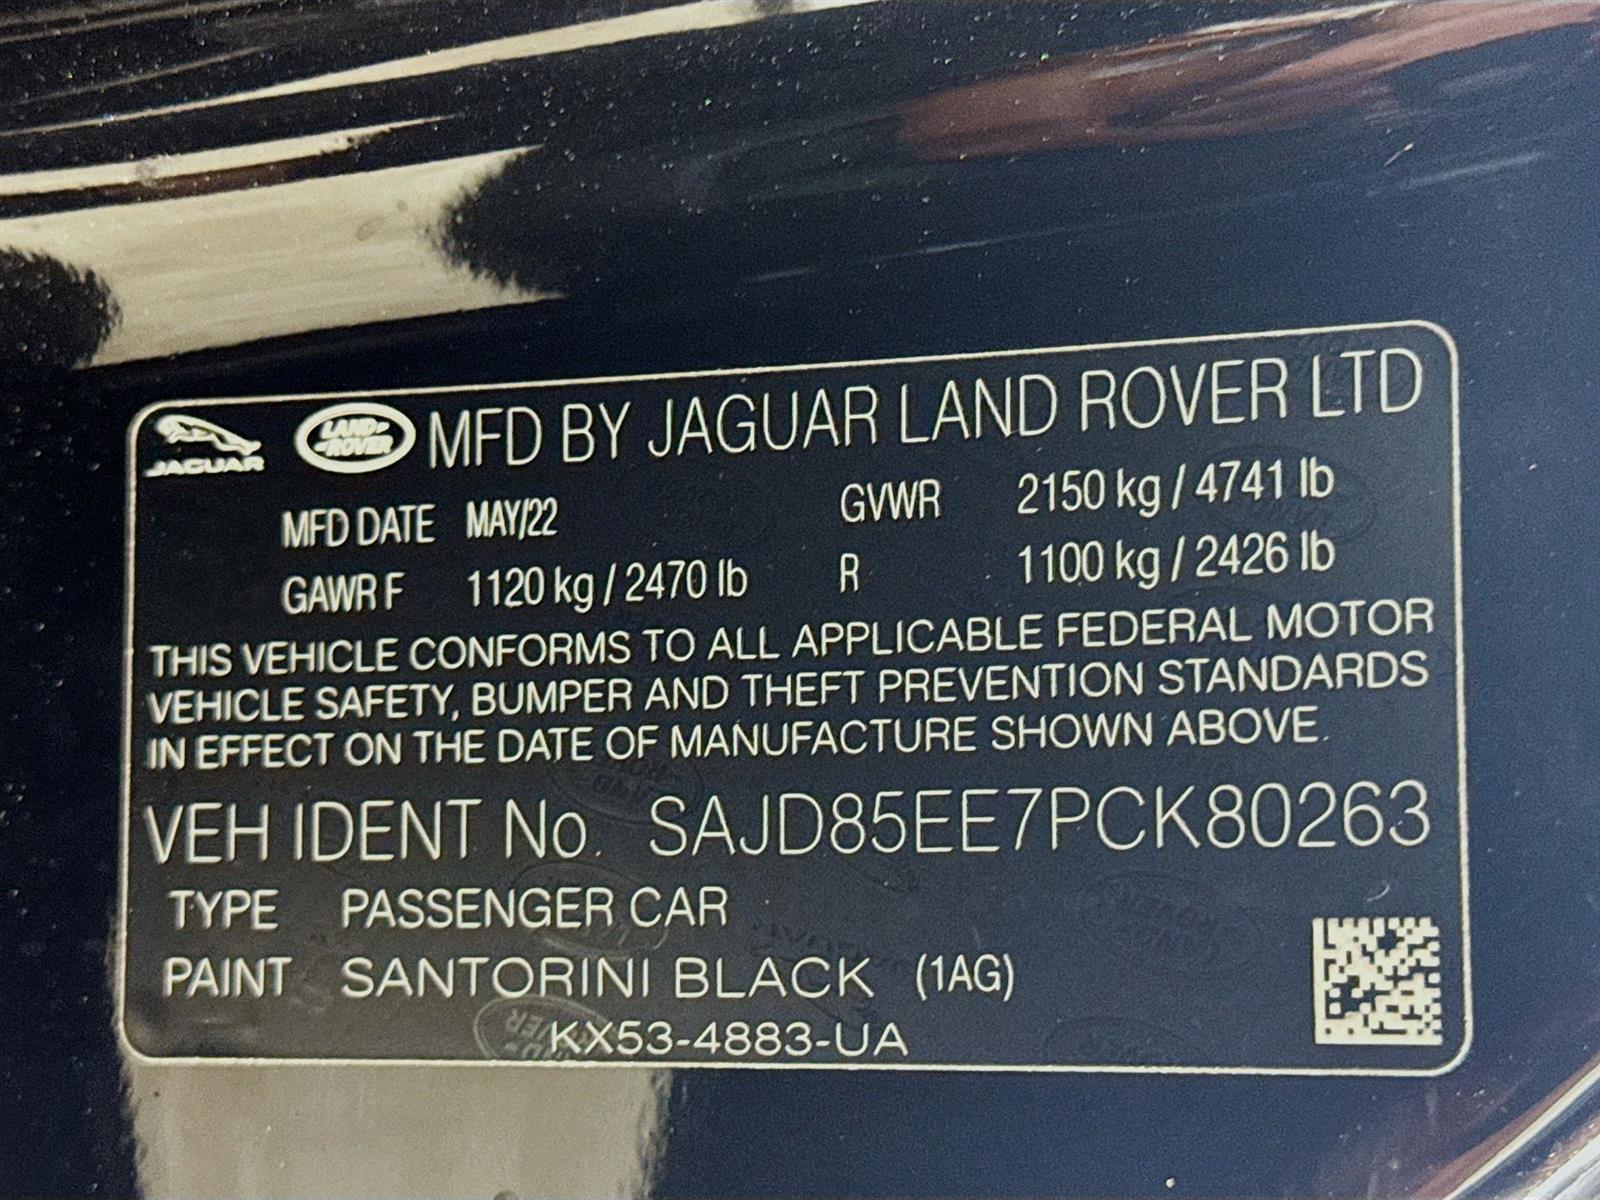 JAGUAR LAND-ROVER MFD BY JAGUAR LAND ROVER LTD
MFD DATE MAY/22 GVWR 2150 kg / 4741 lb
GAWR F 1120 kg / 2470 lb R 1100 kg / 2426 lb
THIS VEHICLE CONFORMS TO ALL APPLICABLE FEDERAL MOTOR
VEHICLE SAFETY, BUMPER AND THEFT PREVENTION STANDARDS
IN EFFECT ON THE DATE OF MANUFACTURE SHOWN ABOVE.
VEH IDENT No. SAJD85EE7PCK80263
TYPE PASSENGER CAR
PAINT SANTORINI BLACK (1AG)
KX53-4883-UA